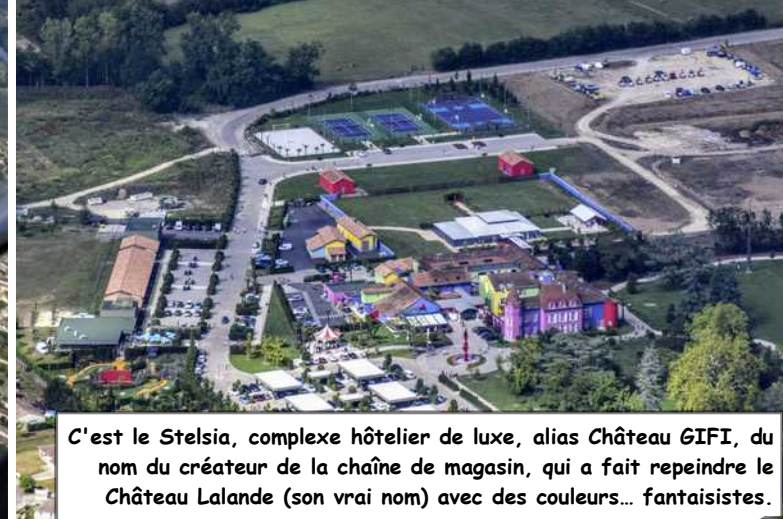 C'est le Stelsia, complexe hôtelier de luxe, alias Château GIFI, du
nom du créateur de la chaîne de magasin, qui a fait repeindre le
Château Lalande (son vrai nom) avec des couleurs... fantaisistes.